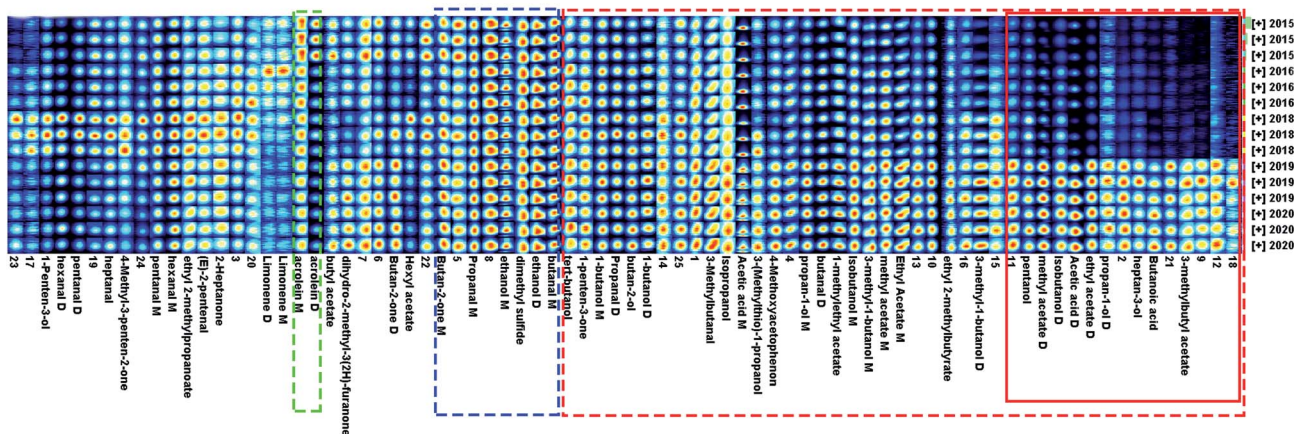 [+] 2015
[+] 2015
[+] 2015
[+] 2016
[+] 2016
[+] 2016
[+] 2018
[+] 2018
[+] 2018
[+] 2019
[+] 2019
[+] 2019
[+] 2020
[+] 2020
[+] 2020
23
17
1-Penten-3-ol
hexanal D
pentanal D
19
heptanal
4-Methyl-3-penten-2-one
24
pentanal M
hexanal M
ethyl 2-methylpropanoate
(E)-2-pentenal
2-Heptanone
3
20
Limonene D
Limonene M
acrolein M
acrolein D
butyl acetate
dihydro-2-methyl-3(2H)-furanone
7
6
Butan-2-one D
Hexyl acetate
22
Butan-2-one M
5
Propanal M
8
ethanol M
dimethyl sulfide
ethanol D
butanal M
tert-butanol
1-penten-3-one
1-butanol M
Propanal D
butan-2-ol
1-butanol D
14
25
1
3-Methylbutanal
Isopropanol
Acetic acid M
3-(Methylthio)-1-propanol
4-Methoxyacetophenon
4
propan-1-ol M
butanal D
1-methylethyl acetate
Isobutanol M
3-methyl-1-butanol M
methyl acetate M
Ethyl Acetate M
13
10
ethyl 2-methylbutyrate
16
3-methyl-1-butanol D
15
11
pentanol
methyl acetate D
Isobutanol D
Acetic acid D
ethyl acetate D
propan-1-ol D
2
heptan-3-ol
Butanoic acid
21
3-methylbutyl acetate
9
12
18